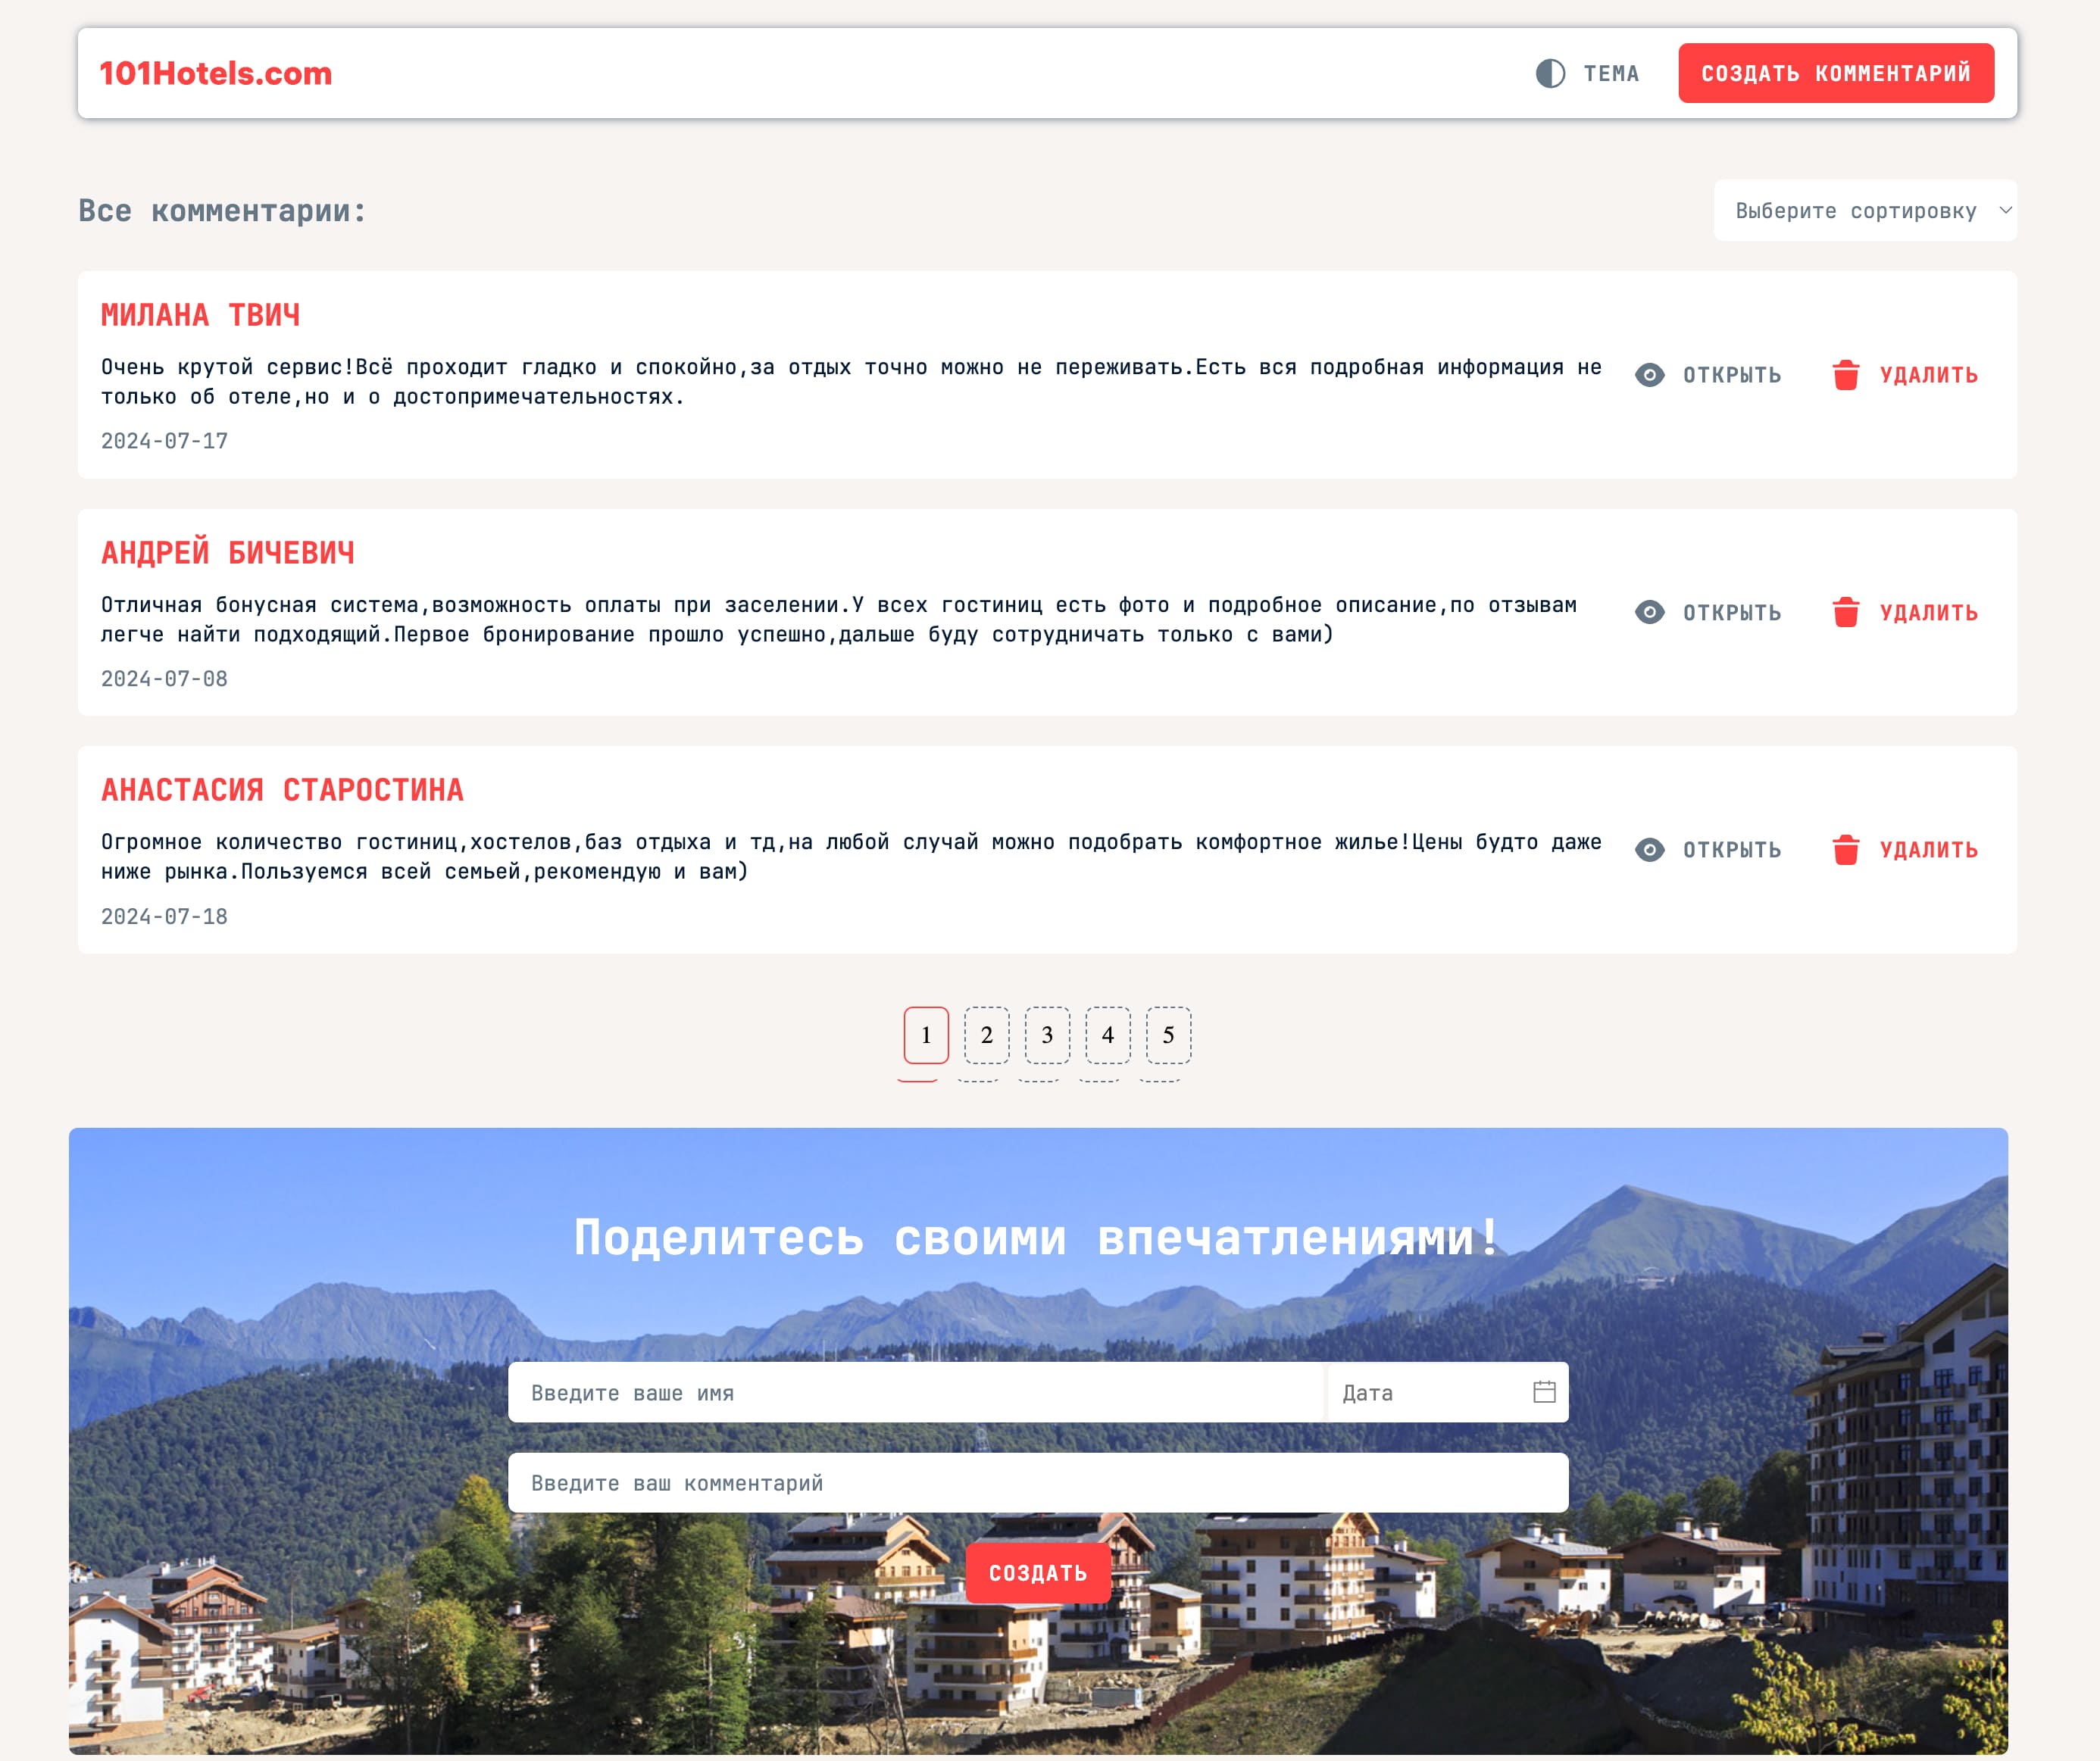 101Hotels.com
ТЕМА
СОЗДАТЬ КОММЕНТАРИЙ
Все комментарии:
Выберите сортировку
МИЛАНА ТВИЧ
Очень крутой сервис!Всё проходит гладко и спокойно,за отдых точно можно не переживать.Есть вся подробная информация не
только об отеле,но и о достопримечательностях.
2024-07-17
ОТКРЫТЬ
УДАЛИТЬ
АНДРЕЙ БИЧЕВИЧ
Отличная бонусная система,возможность оплаты при заселении.У всех гостиниц есть фото и подробное описание,по отзывам
легче найти подходящий.Первое бронирование прошло успешно,дальше буду сотрудничать только с вами)
2024-07-08
ОТКРЫТЬ
УДАЛИТЬ
АНАСТАСИЯ СТАРОСТИНА
Огромное количество гостиниц,хостелов,баз отдыха и тд,на любой случай можно подобрать комфортное жилье!Цены будто даже
ниже рынка.Пользуемся всей семьей,рекомендую и вам)
2024-07-18
ОТКРЫТЬ
УДАЛИТЬ
1 2 3 4 5
Поделитесь своими впечатлениями!
Введите ваше имя
Дата
Введите ваш комментарий
СОЗДАТЬ